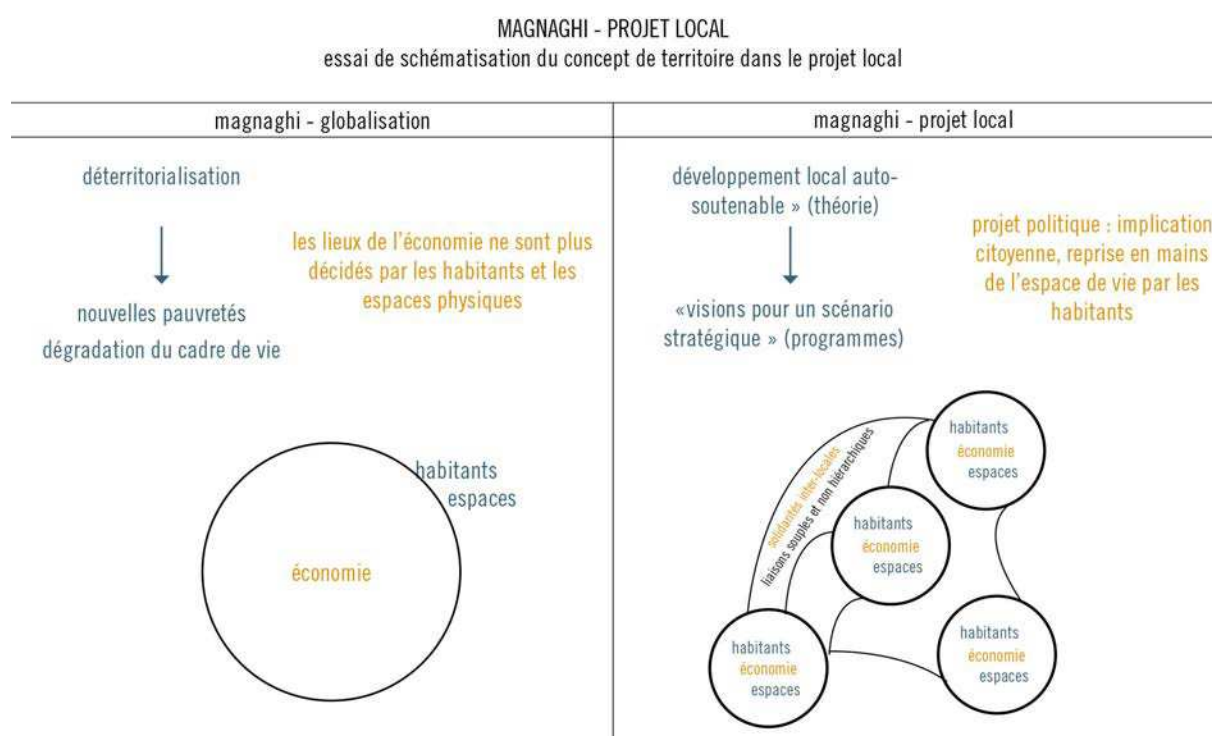 MAGNAGHI - PROJET LOCAL
essai de schématisation du concept de territoire dans le projet local
magnaghi - globalisation
déterritorialisation
les lieux de l'économie ne sont plus
décidés par les habitants et les
espaces physiques
nouvelles pauvretés
dégradation du cadre de vie
habitants
espaces
économie
magnaghi - projet local
développement local auto-
soutenable » (théorie)
projet politique : implication
citoyenne, reprise en mains
de l'espace de vie par les
habitants
«visions pour un scénario
stratégique » (programmes)
solidarités inter-locales
liaisons souples et non hiérarchiques
habitants
économie
espaces
habitants
économie
espaces
habitants
économie
espaces
habitants
économie
espaces